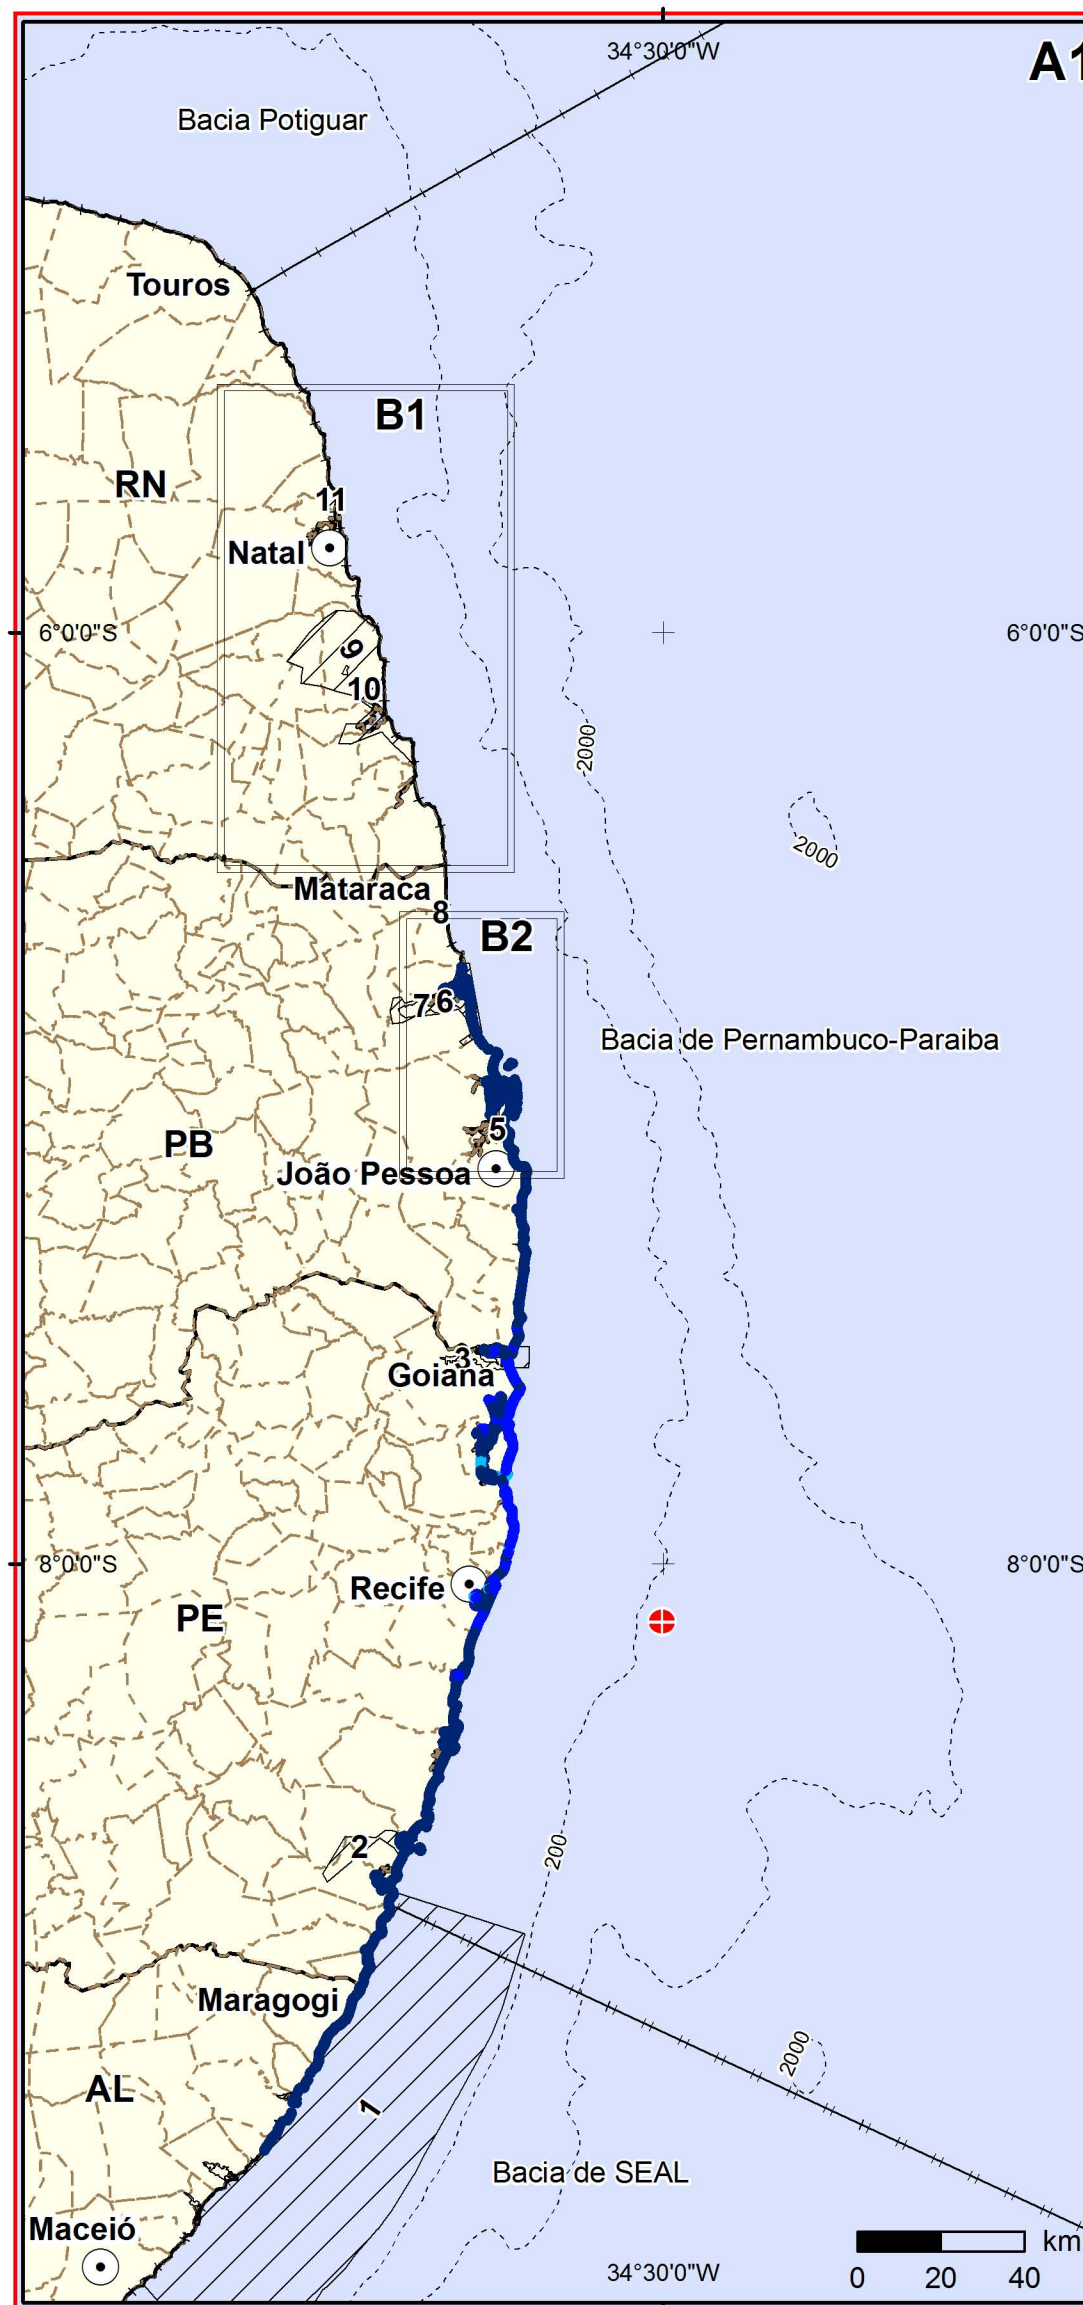 34°30'0"W
A1
Bacia Potiguar
Touros
B1
RN
11
Natal
6°0'0"S
6°0'0"S
9
10
2000
2000
Mataraca
8
B2
7
6
Bacia de Pernambuco-Paraiba
5
PB
João Pessoa
3
Goiana
8°0'0"S
8°0'0"S
Recife
PE
2
200
Maragogi
2000
AL
1
Bacia de SEAL
Maceió
km
34°30'0"W
0 20 40